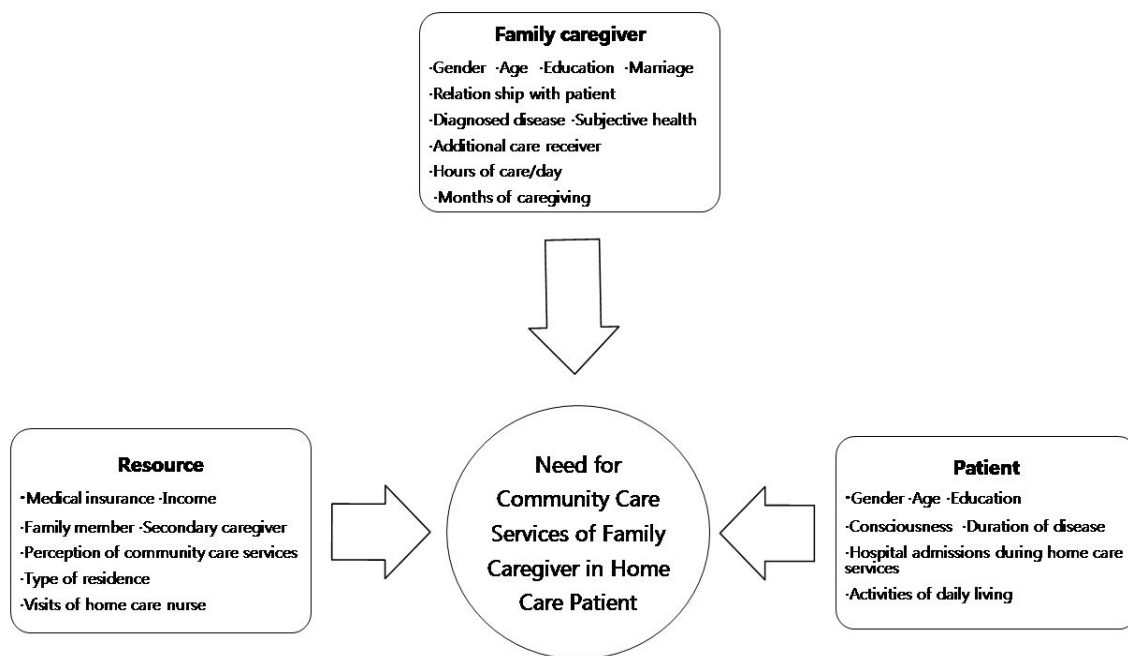 Family caregiver
·Gender ·Age ·Education ·Marriage
·Relation ship with patient
·Diagnosed disease ·Subjective health
·Additional care receiver
·Hours of care/day
·Months of caregiving
Resource
·Medical insurance ·Income
·Family member ·Secondary caregiver
·Perception of community care services
·Type of residence
·Visits of home care nurse
Need for
Community Care
Services of Family
Caregiver in Home
Care Patient
Patient
·Gender ·Age ·Education
·Consciousness ·Duration of disease
·Hospital admissions during home care
services
·Activities of daily living